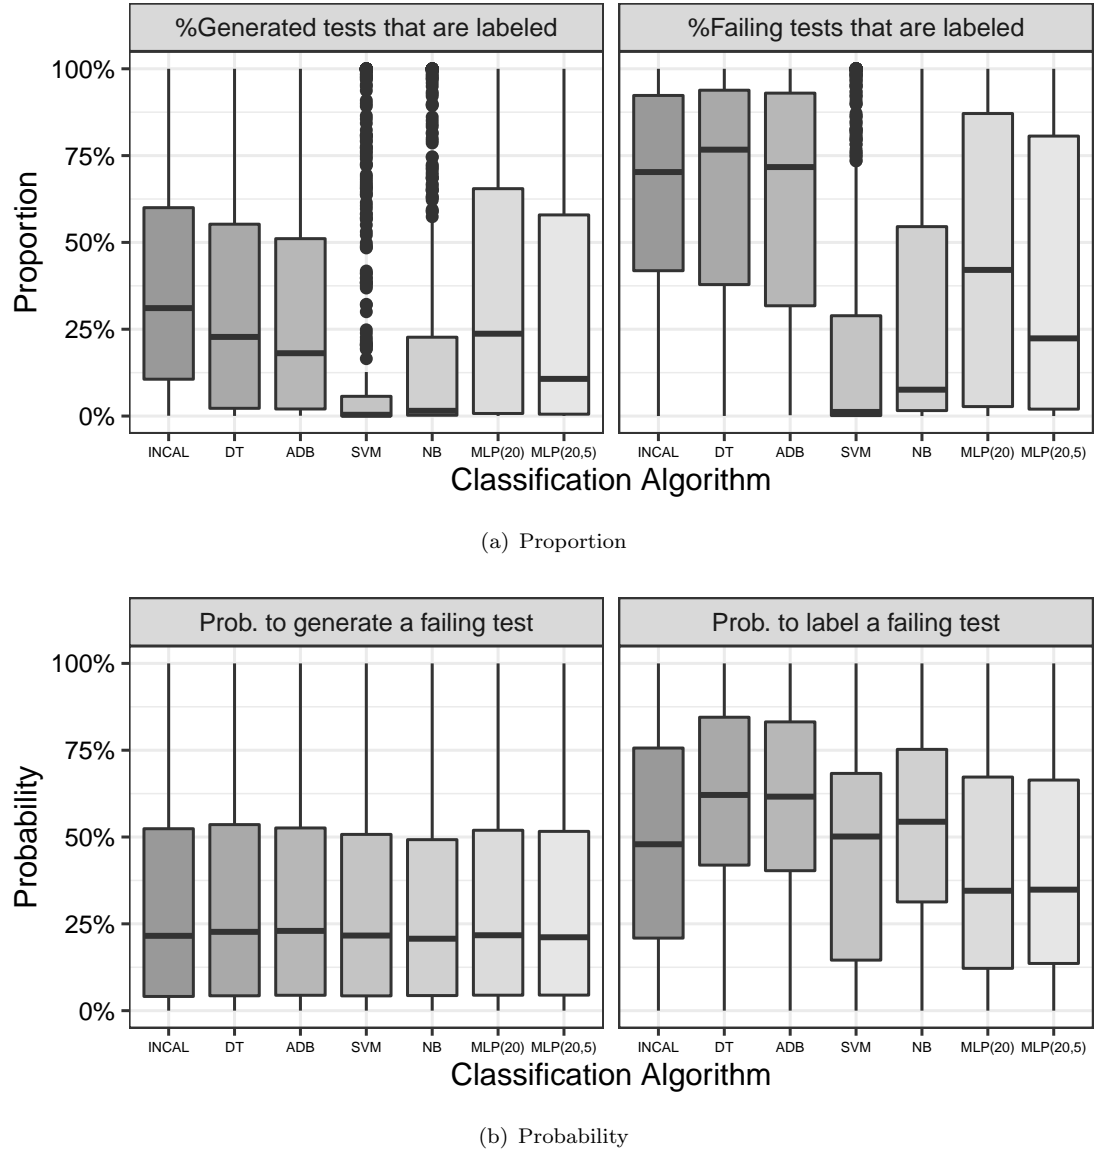 %Generated tests that are labeled
%Failing tests that are labeled
Proportion
100%
75%
50%
25%
0%
INCAL DT ADB SVM NB MLP(20) MLP(20,5)
INCAL DT ADB SVM NB MLP(20) MLP(20,5)
Classification Algorithm
(a) Proportion
Prob. to generate a failing test
Prob. to label a failing test
Probability
100%
75%
50%
25%
0%
INCAL DT ADB SVM NB MLP(20) MLP(20,5)
INCAL DT ADB SVM NB MLP(20) MLP(20,5)
Classification Algorithm
(b) Probability